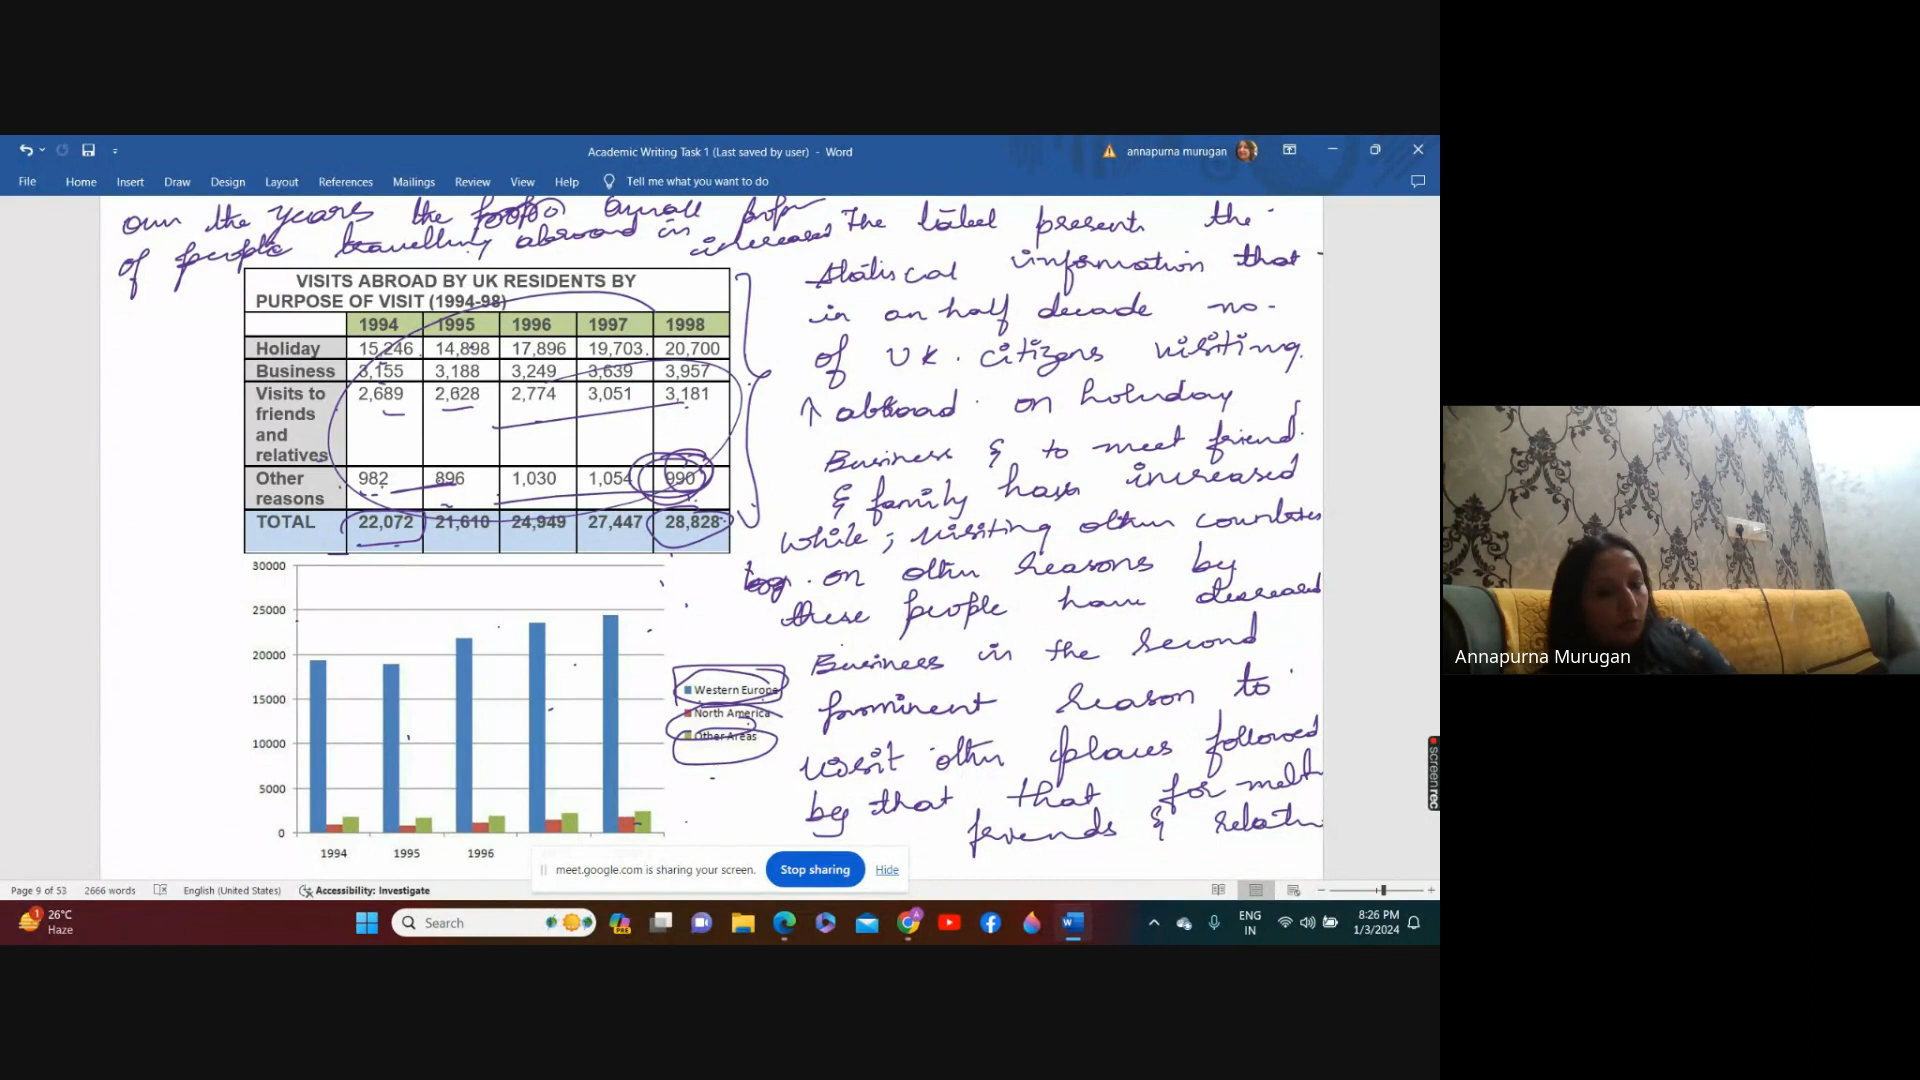 Academic Writing Task 1 (Last saved by user) - Word
annapurna murugan
File Home Insert Draw Design Layout References Mailings Review View Help Tell me what you want to do
the years the
of people travelling abroad in increased
VISITS ABROAD BY UK RESIDENTS BY
PURPOSE OF VISIT (1994-98)
1994 1995 1996 1997 1998
Holiday 15,246 14,898 17,896 19,703 20,700
Business 3,155 3,188 3,249 3,639 3,957
Visits to 2,689 2,628 2,774 3,051 3,181
friends
and
relatives
Other 982 896 1,030 1,054 990
reasons
TOTAL 22,072 21,610 24,949 27,447 28,828
30000
25000
20000
15000
10000
5000
0
1994 1995 1996
Western Europe
North America
Other Areas
The present the
information that
in an half decade no-
of UK. citizens visiting
abroad on holiday
Business & to meet friend
& family has increased
while, visiting other countries
on other reasons by
these people have decreased
Business in the second
prominent reason to
visit other places followed
by that that for
&
meet.google.com is sharing your screen. Stop sharing Hide
Page 9 of 53 2666 words English (United States) Accessibility: Investigate
1
26°C
Haze
Search
PRE
A
W
ENG
IN
8:26 PM
1/3/2024
screenrec
Annapurna Murugan